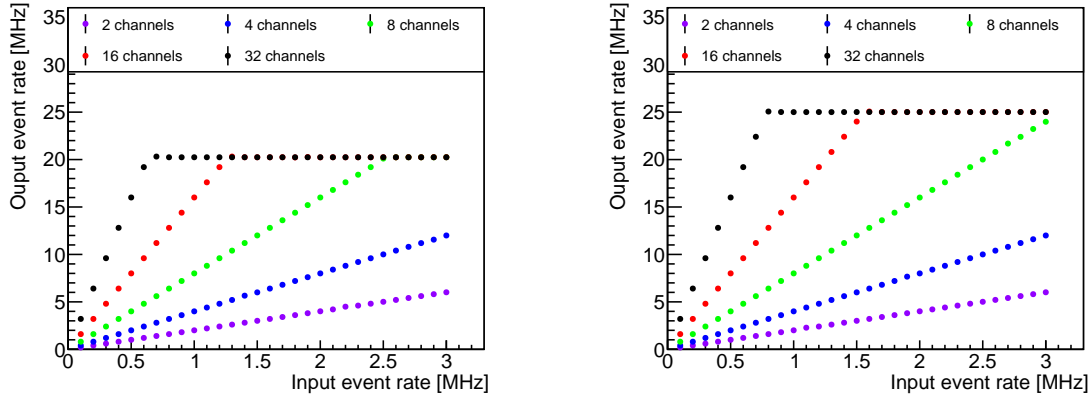 Ouput event rate [MHz]
35
30
25
20
15
10
5
0
2 channels
4 channels
8 channels
16 channels
32 channels
0
0.5
1
1.5
2
2.5
3
Input event rate [MHz]
Ouput event rate [MHz]
35
30
25
20
15
10
5
0
2 channels
4 channels
8 channels
16 channels
32 channels
0
0.5
1
1.5
2
2.5
3
Input event rate [MHz]